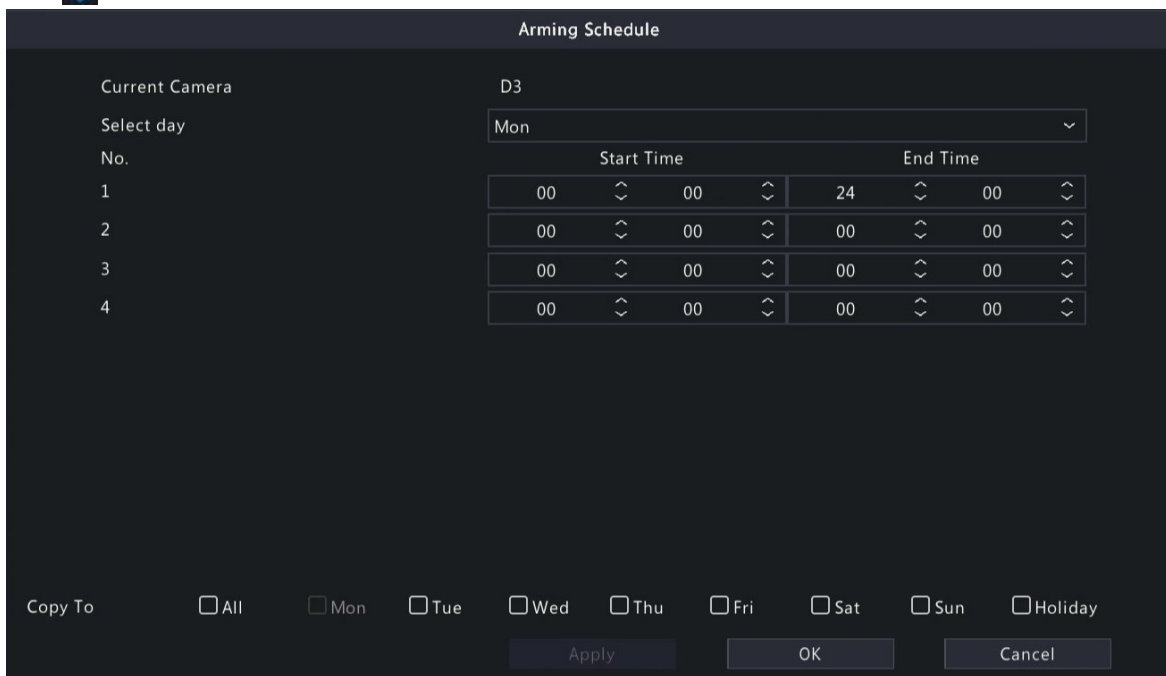 Arming Schedule
Current Camera D3
Select day Mon
No. Start Time End Time
1 00 00 24 00
2 00 00 00 00
3 00 00 00 00
4 00 00 00 00
Copy To All Mon Tue Wed Thu Fri Sat Sun Holiday
Apply OK Cancel